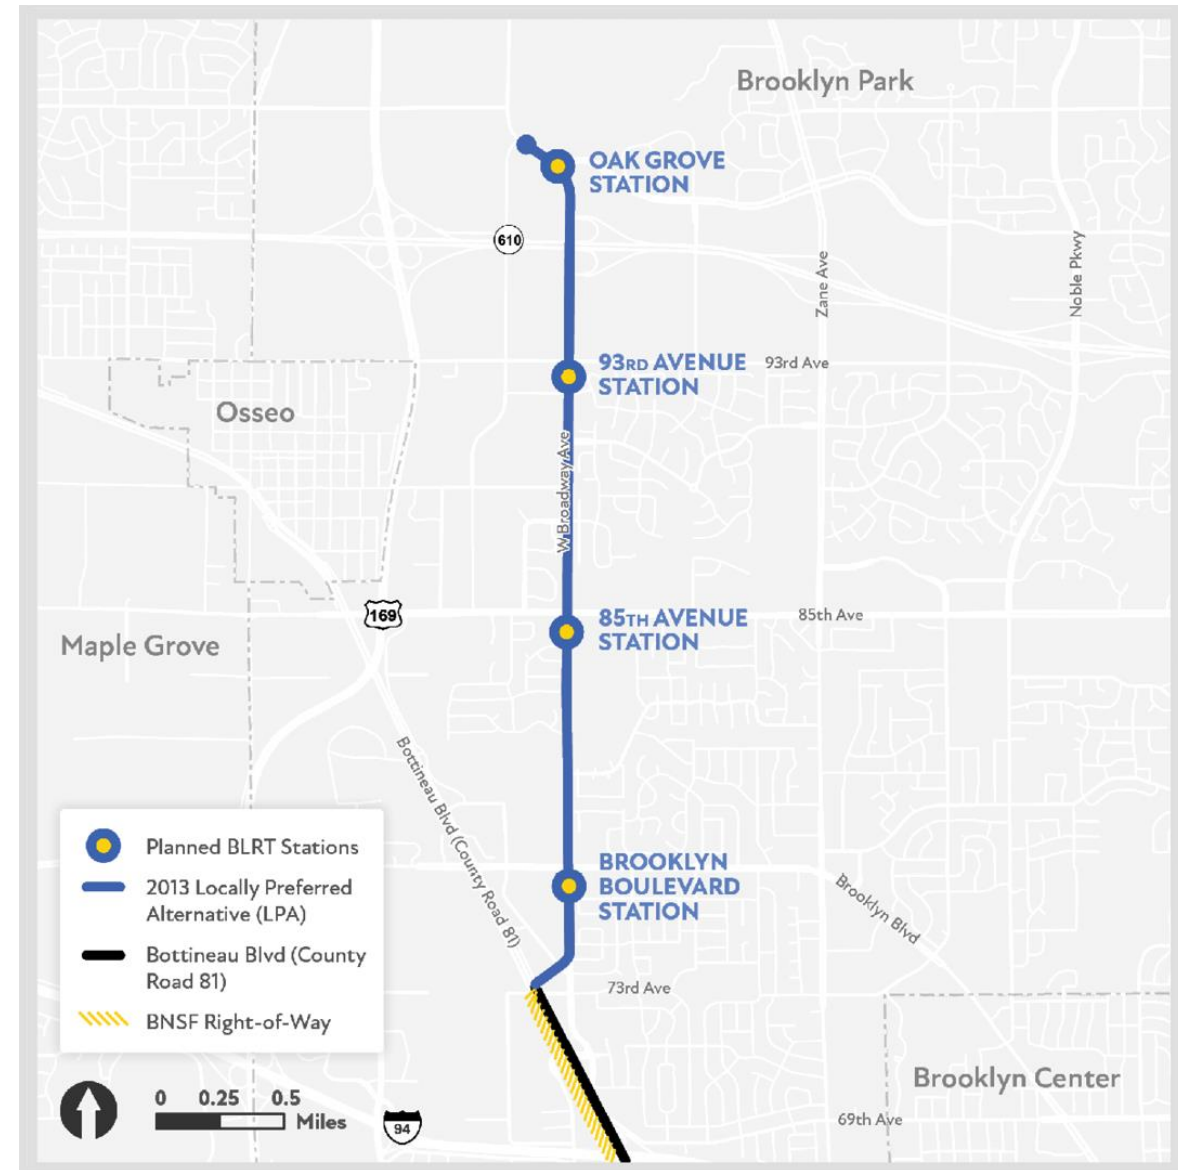 Brooklyn Park
OAK GROVE
STATION
610
Zane Ave
Noble Pkwy
93RD AVENUE
STATION
93rd Ave
Osseo
W Broadway Ave
169
85TH AVENUE
STATION
85th Ave
Maple Grove
Bottineau Blvd (County Road 81)
BROOKLYN
BOULEVARD
STATION
Brooklyn Blvd
Planned BLRT Stations
2013 Locally Preferred
Alternative (LPA)
Bottineau Blvd (County
Road 81)
BNSF Right-of-Way
73rd Ave
Brooklyn Center
0 0.25 0.5
Miles
94
69th Ave